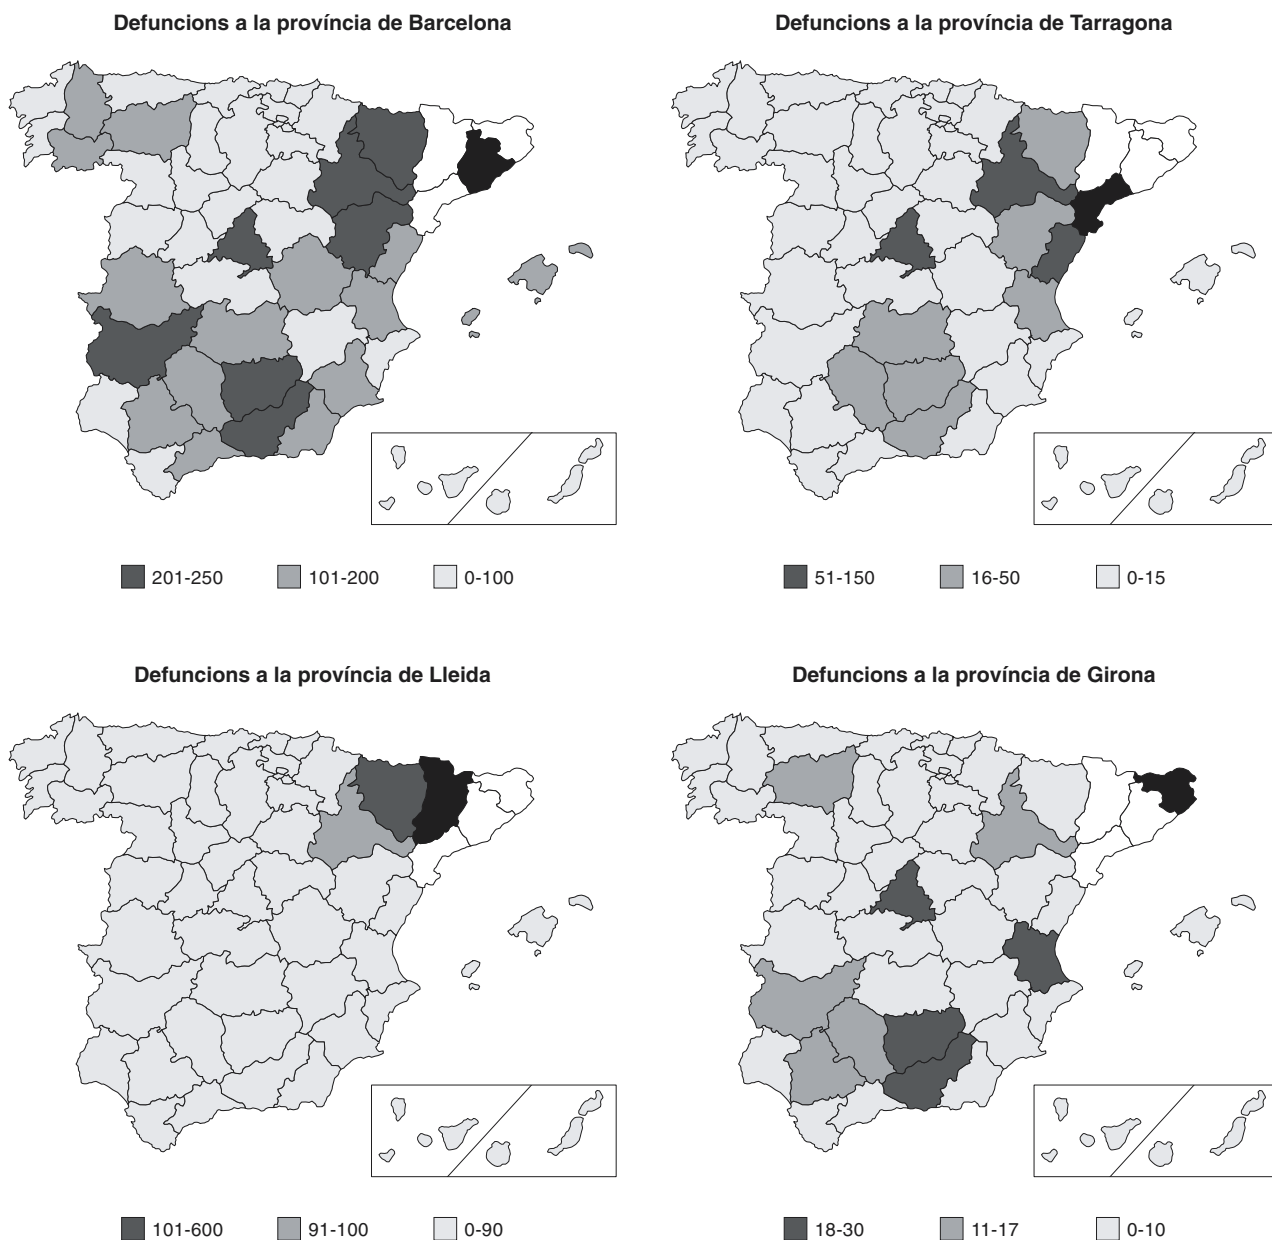 Defuncions a la província de Barcelona
Defuncions a la província de Tarragona
201-250 101-200 0-100
51-150 16-50 0-15
Defuncions a la província de Lleida
Defuncions a la província de Girona
101-600 91-100 0-90
18-30 11-17 0-10